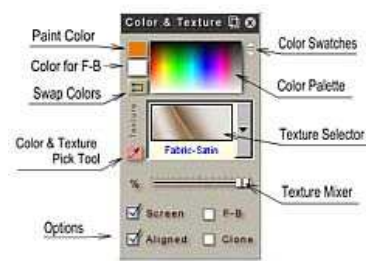 Color & Texture
Paint Color
Color for F-B
Swap Colors
Color & Texture
Pick Tool
Options
Color Swatches
Color Palette
Texture Selector
Texture Mixer
Texture
Fabric-Satin
%
Screen
F-B
Aligned
Clone